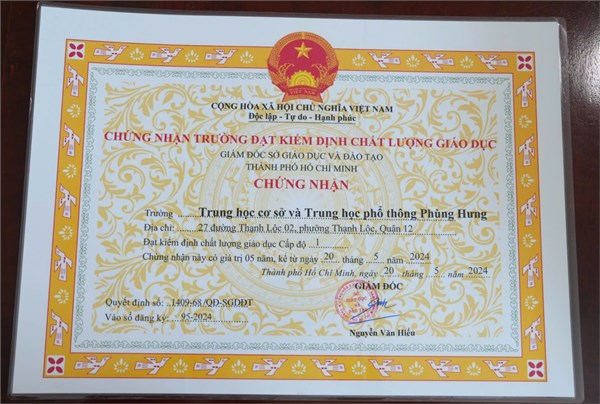 CỘNG HÒA XÃ HỘI CHỦ NGHĨA VIỆT NAM
Độc lập - Tự do - Hạnh phúc
CHỨNG NHẬN TRƯỜNG ĐẠT KIỂM ĐỊNH CHẤT LƯỢNG GIÁO DỤC
GIÁM ĐỐC SỞ GIÁO DỤC VÀ ĐÀO TẠO
THÀNH PHỐ HỒ CHÍ MINH
CHỨNG NHẬN
Trường Trung học cơ sở và Trung học phổ thông Phùng Hưng
Địa chỉ: 27 đường Thạnh Lộc 02, phường Thạnh Lộc, Quận 12
Đạt kiểm định chất lượng giáo dục Cấp độ 1
Chứng nhận này có giá trị 05 năm, kể từ ngày 20 tháng 5 năm 2024
Thành phố Hồ Chí Minh, ngày 20 tháng 5 năm 2024
GIÁM ĐỐC
Quyết định số: 1409-68/QĐ-SGDĐT
Vào sổ đăng ký: 95-2024
Nguyễn Văn Hiếu